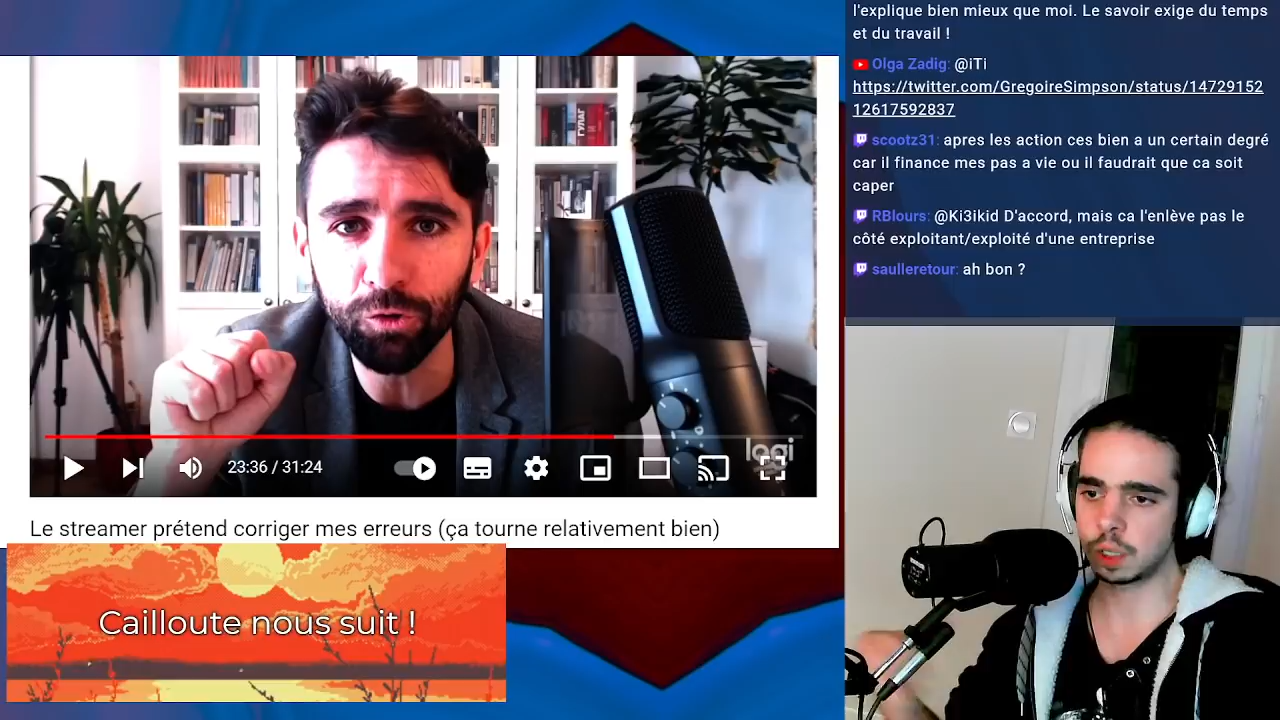 l'explique bien mieux que moi. Le savoir exige du temps
et du travail !
Olga Zadig: @iTi
https://twitter.com/GregoireSimpson/status/14729152
12617592837
scootz31: apres les action ces bien a un certain degré
car il finance mes pas a vie ou il faudrait que ca soit
caper
RBlours: @Ki3ikid D'accord, mais ca l'enlève pas le
côté exploitant/exploité d'une entreprise
saulleretour: ah bon ?
ГУЛАГ
logi
23:36 / 31:24
Le streamer prétend corriger mes erreurs (ça tourne relativement bien)
Cailloute nous suit !